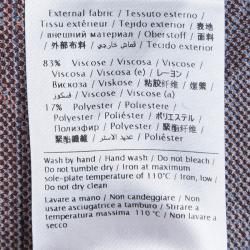 External fabric / Tessuto esterno /
Tissu extérieur / Tejido exterior / 表地
/ внешний материал / Oberstoff / 面料
/ 外部布料 / قماش خارجي / Tecido exterior
83% Viscose / Viscosa / Viscose /
Viscosa / Viscosa (e) / レーヨン /
Вискоза / Viskose / 粘胶纤维 / 嫘縈
فسكوز / Viscose / Viscosa (a)
17% Polyester / Poliestere /
Polyester / Poliéster / ポリエステル /
Полиэфир / Polyester / 聚酯纤维 /
聚酯纖維 / Poliéster
Wash by hand / Hand wash / Do not bleach /
Do not tumble dry / Iron at maximum
sole-plate temperature of 110°C / Iron, low /
Do not dry clean
Lavare a mano / Non candeggiare / Non
usare asciugatrice a tamburo / Stirare a
temperatura massima 110°C / Non lavare a
secco